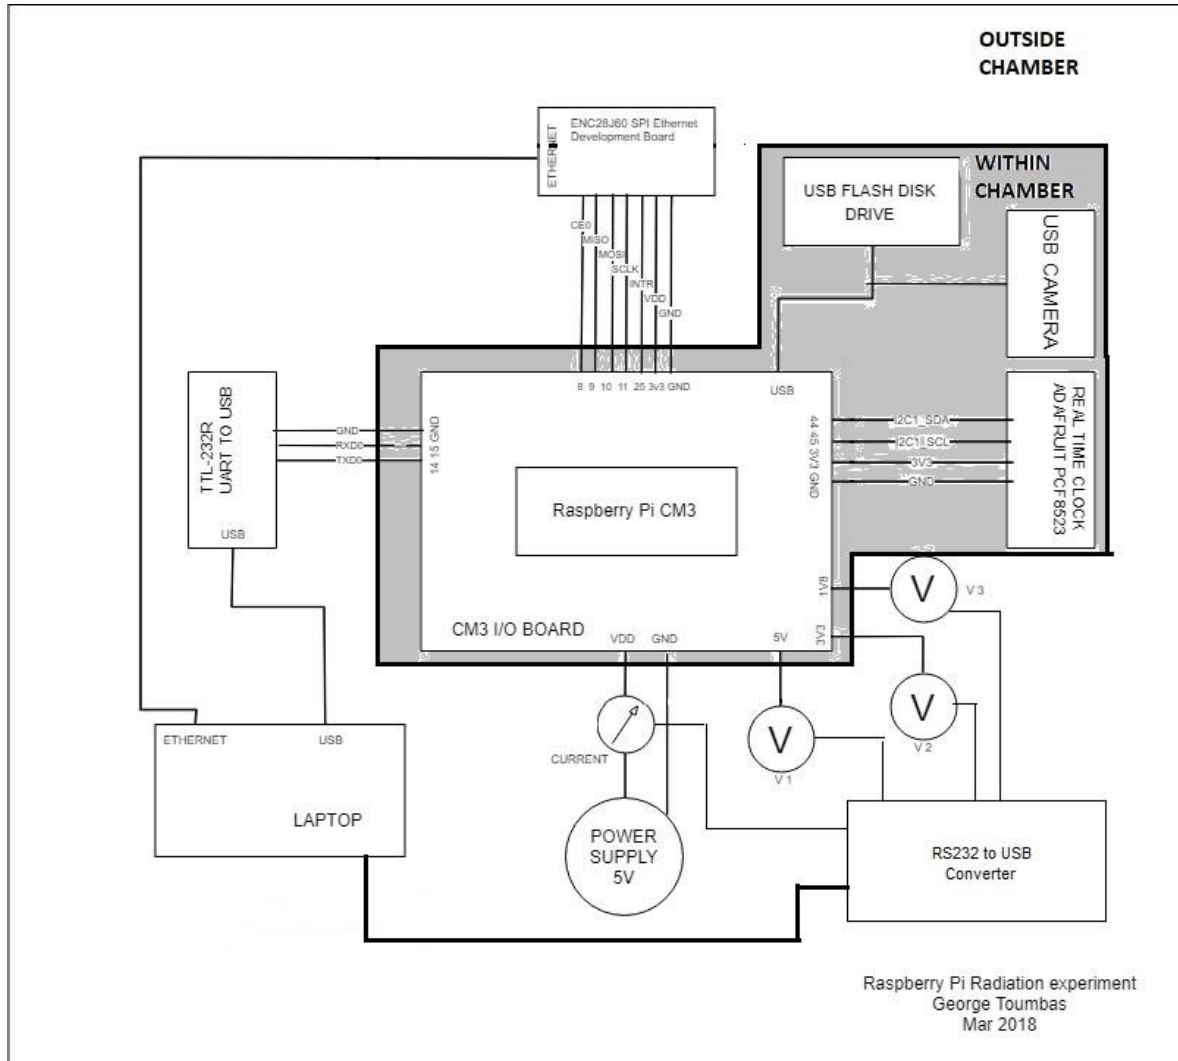 OUTSIDE
CHAMBER
ENC28J60 SPI Ethernet
Development Board
ETHERNET
WITHIN
CHAMBER
USB FLASH DISK
DRIVE
USB CAMERA
CE0
MISO
MOSI
SCLK
INTR
VDD
GND
8 9 10 11 25 3v3 GND
USB
TTL-232R
UART TO USB
USB
GND
RXD0
TXD0
14 15 GND
44 45 3V3 GND
I2C1_SDA
I2C1_SCL
3V3
GND
REAL TIME CLOCK
ADAFRUIT PCF8523
Raspberry Pi CM3
CM3 I/O BOARD
VDD
GND
5V
1V8
3V3
V
V 3
V
V 2
V
V 1
CURRENT
ETHERNET
USB
LAPTOP
POWER
SUPPLY
5V
RS232 to USB
Converter
Raspberry Pi Radiation experiment
George Toumbas
Mar 2018